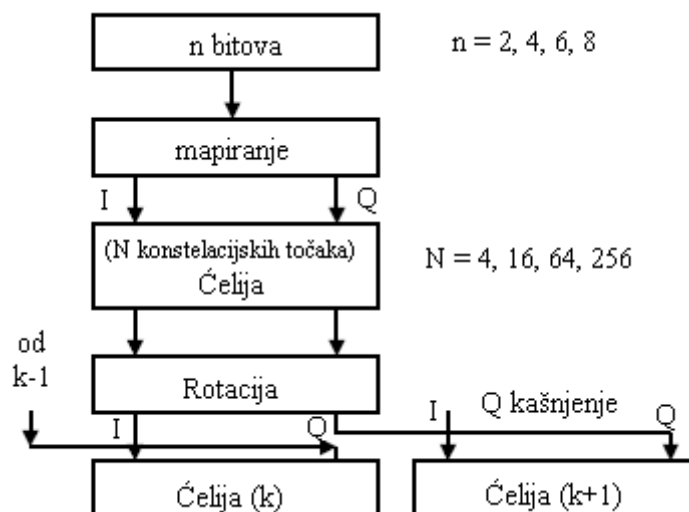 n bitova
n = 2, 4, 6, 8
mapiranje
I
Q
(N konstelacijskih točaka)
Ćelija
N = 4, 16, 64, 256
od
k-1
Rotacija
I
Q
I
Q kašnjenje
Q
Ćelija (k)
Ćelija (k+1)